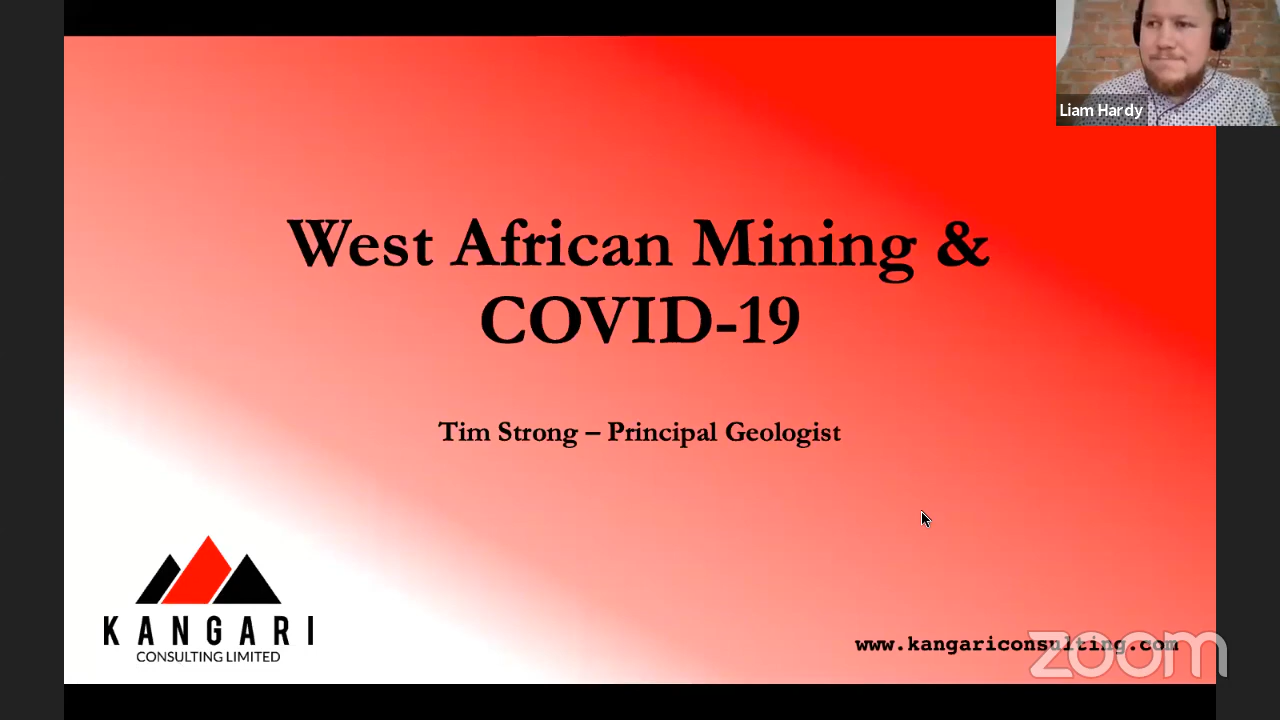 Liam Hardy
West African Mining &
COVID-19
Tim Strong – Principal Geologist
KANGARI
CONSULTING LIMITED
www.kangariconsulting.com
zoom